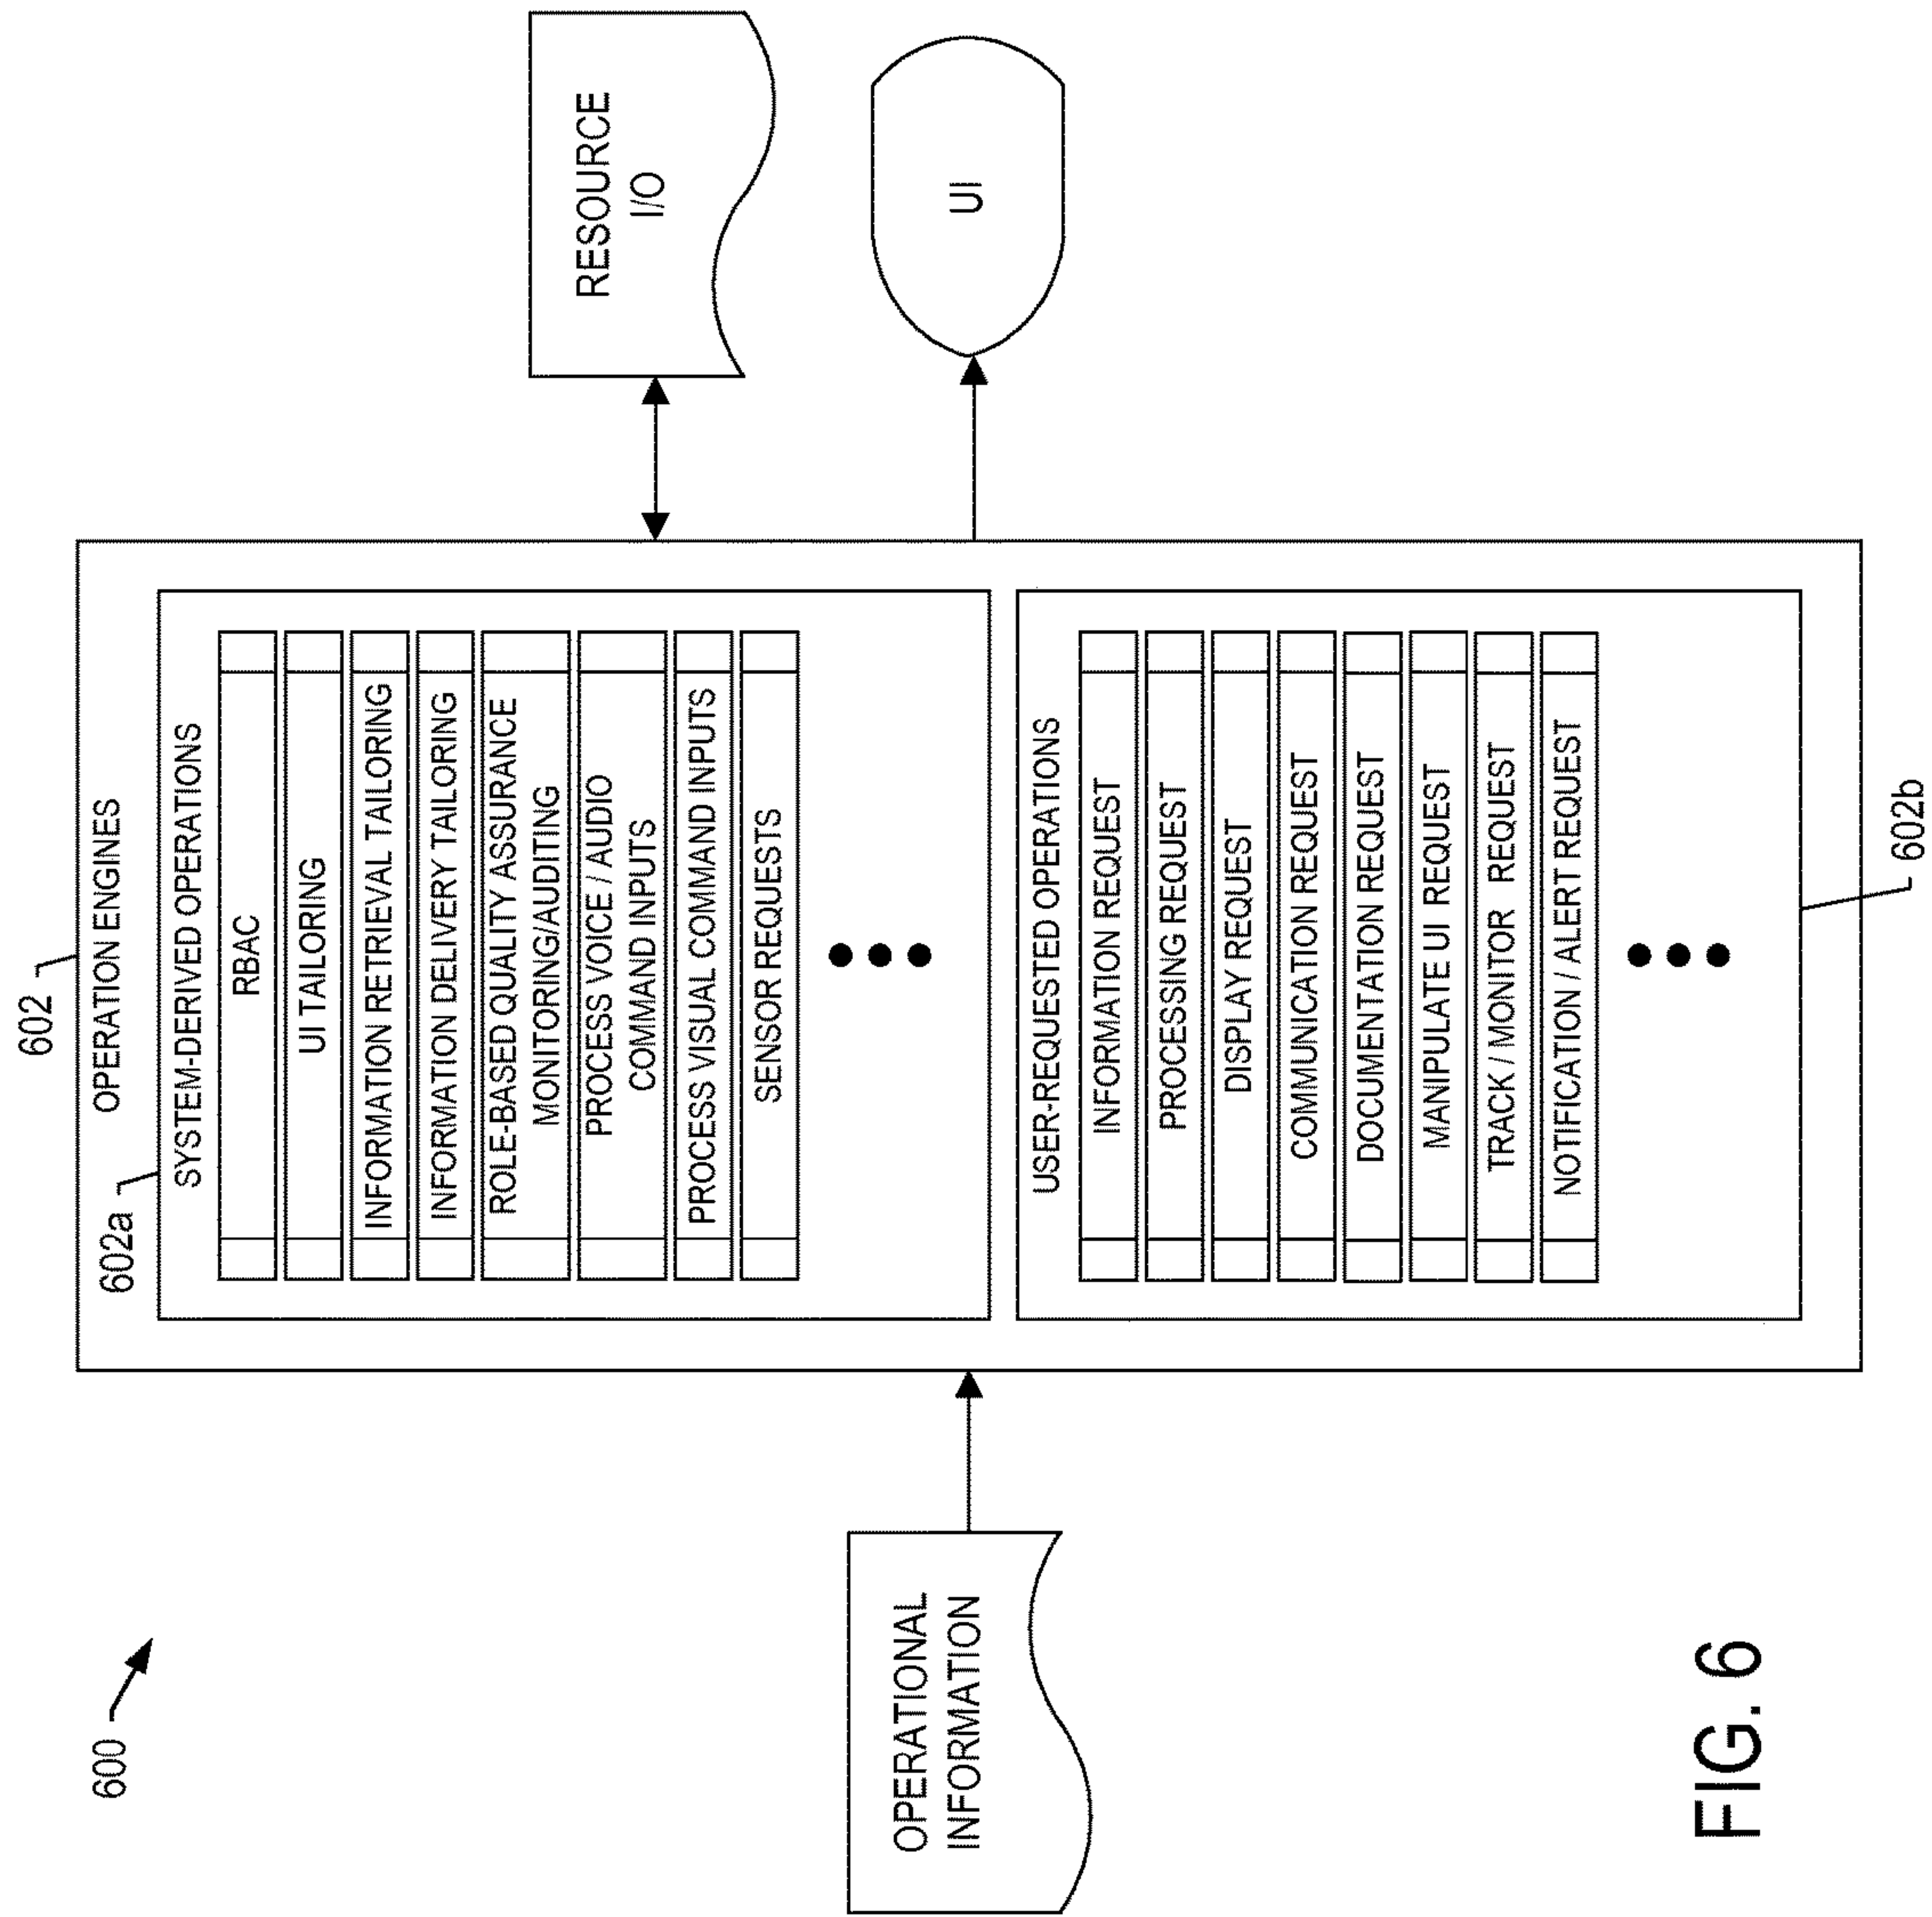 600
602
OPERATION ENGINES
602a
SYSTEM-DERIVED OPERATIONS
RBAC
UI TAILORING
INFORMATION RETRIEVAL TAILORING
INFORMATION DELIVERY TAILORING
ROLE-BASED QUALITY ASSURANCE
MONITORING/AUDITING
PROCESS VOICE / AUDIO
COMMAND INPUTS
PROCESS VISUAL COMMAND INPUTS
SENSOR REQUESTS
USER-REQUESTED OPERATIONS
INFORMATION REQUEST
PROCESSING REQUEST
DISPLAY REQUEST
COMMUNICATION REQUEST
DOCUMENTATION REQUEST
MANIPULATE UI REQUEST
TRACK / MONITOR REQUEST
NOTIFICATION / ALERT REQUEST
602b
OPERATIONAL
INFORMATION
RESOURCE
I/O
UI
FIG. 6